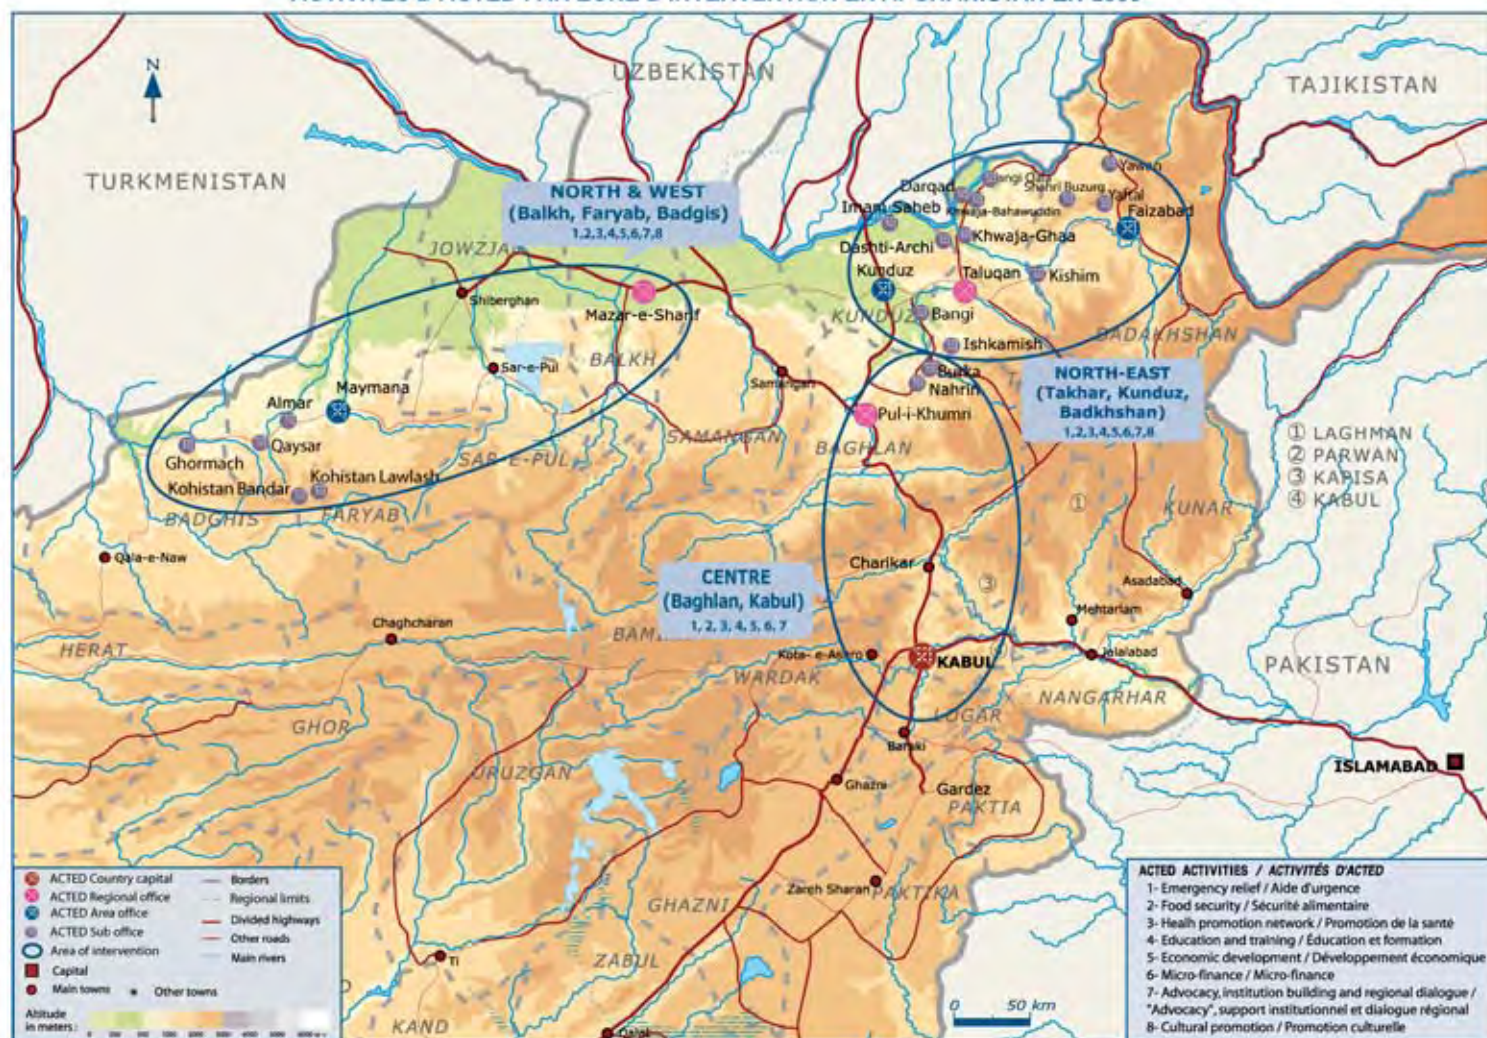 UZBEKISTAN
TAJIKISTAN
TURKMENISTAN
N
NORTH & WEST
(Balkh, Faryab, Badgis)
1,2,3,4,5,6,7,8
Yawan
Shahri Buzurg
Darqad
Yaftal
Imam Saheb
Khwaja-Bahawuddin
Faizabad
Dashti-Archi
Khwaja-Ghaa
JOWZJA
Kunduz
Taluqan
Kishim
Shiberghan
Mazar-e-Sharif
KUNDUZ
Bangi
BADAKHSHAN
Ishkamish
BALKH
Sar-e-Pul
Samangan
Burka
Nahrin
NORTH-EAST
(Takhar, Kunduz,
Badkhshan)
1,2,3,4,5,6,7,8
Maymana
Almar
Pul-i-Khumri
Qaysar
SAMANGAN
BAGHLAN
Ghormach
SAR-E-PUL
Kohistan Lawlash
Kohistan Bandar
BADGHIS
FARYAB
① LAGHMAN
② PARWAN
③ KAPISA
④ KABUL
①
KUNAR
Qala-e-Naw
Charikar
③
Asadabad
CENTRE
(Baghlan, Kabul)
1, 2, 3, 4, 5, 6, 7
Mehtarlam
Chaghcharan
BAM
HERAT
KABUL
Jalalabad
WARDAK
PAKISTAN
NANGARHAR
GHOR
LOGAR
Baraki
URUZGAN
ISLAMABAD
Ghazni
Gardez
PAKTIA
Zareh Sharan
PAKTIKA
GHAZNI
Ti
ZABUL
KAND
Qalat
ACTED Country capital
ACTED Regional office
ACTED Area office
ACTED Sub office
Area of intervention
Capital
Main towns
Other towns
Borders
Regional limits
Divided highways
Other roads
Main rivers
Altitude
in meters :
0 50 km
ACTED ACTIVITIES / ACTIVITÉS D'ACTED
1- Emergency relief / Aide d'urgence
2- Food security / Sécurité alimentaire
3- Healh promotion network / Promotion de la santé
4- Education and training / Éducation et formation
5- Economic development / Développement économique
6- Micro-finance / Micro-finance
7- Advocacy, institution building and regional dialogue /
"Advocacy", support institutionnel et dialogue régional
8- Cultural promotion / Promotion culturelle